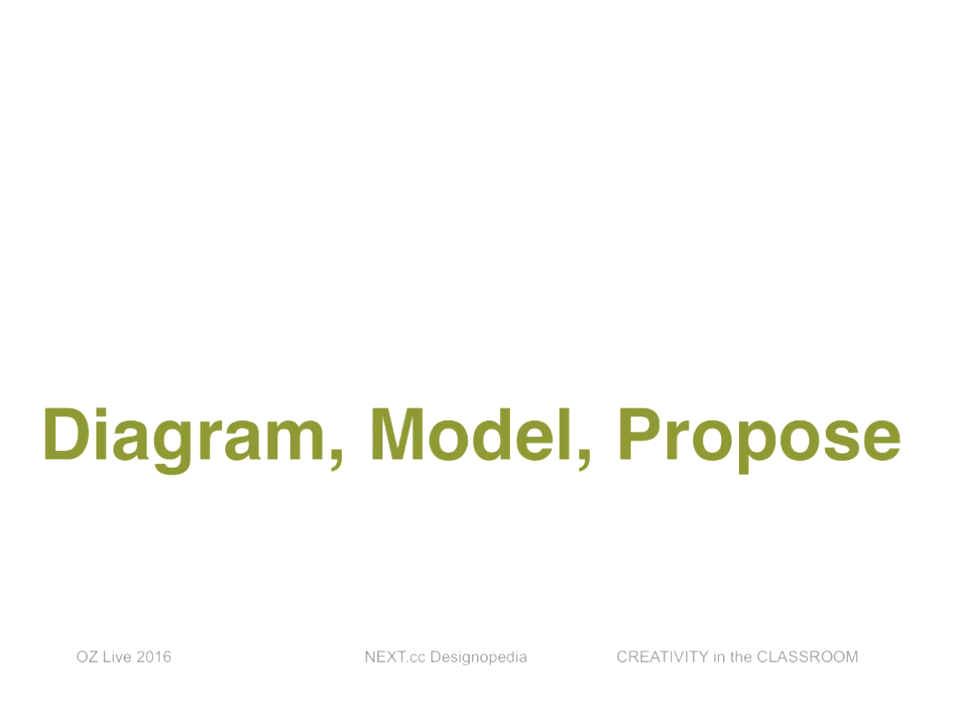 Diagram, Model, Propose
OZ Live 2016 NEXT.cc Designopedia CREATIVITY in the CLASSROOM